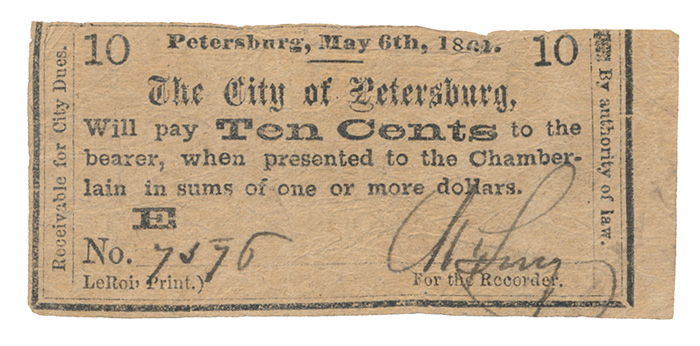 10 Petersburg, May 6th, 1861. 10
The City of Petersburg,
Will pay Ten Cents to the
bearer, when presented to the Chamber-
lain in sums of one or more dollars.
E
No.
LeRoib Print.) For the Recorder.
Receivable for City Dues.
By authority of law.